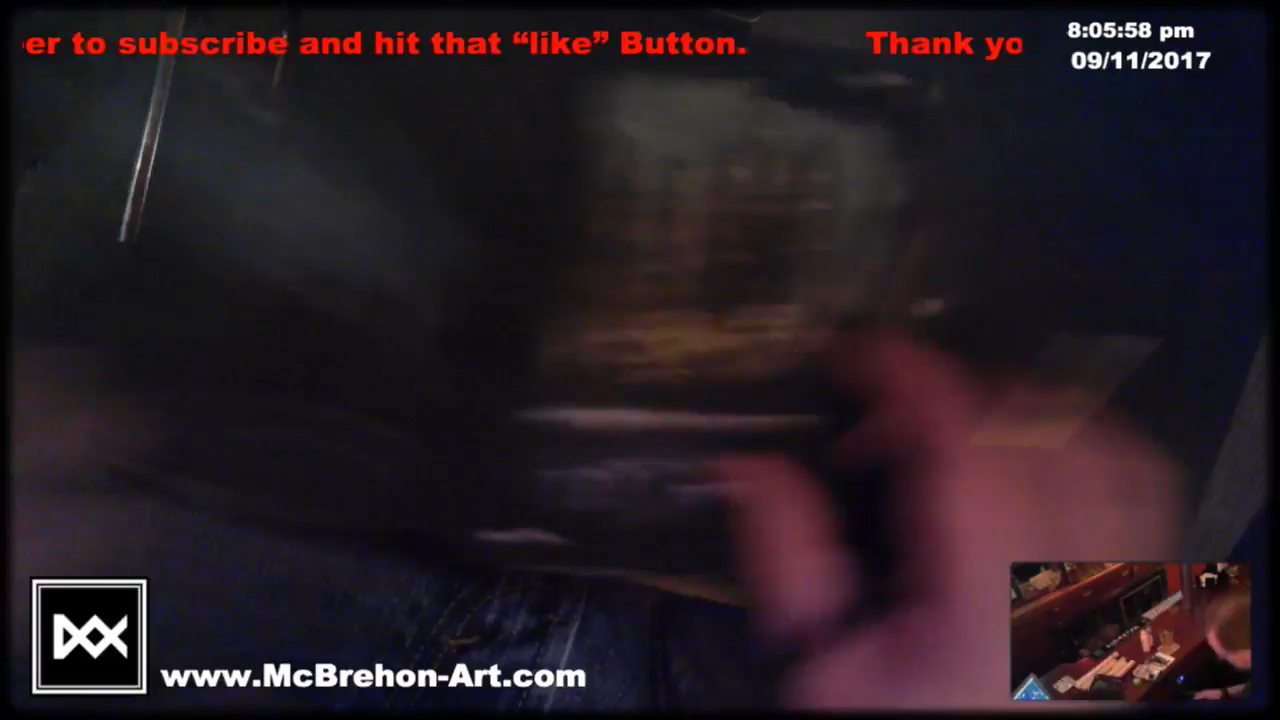 er to subscribe and hit that “like” Button. Thank yo
8:05:58 pm
09/11/2017
www.McBrehon-Art.com